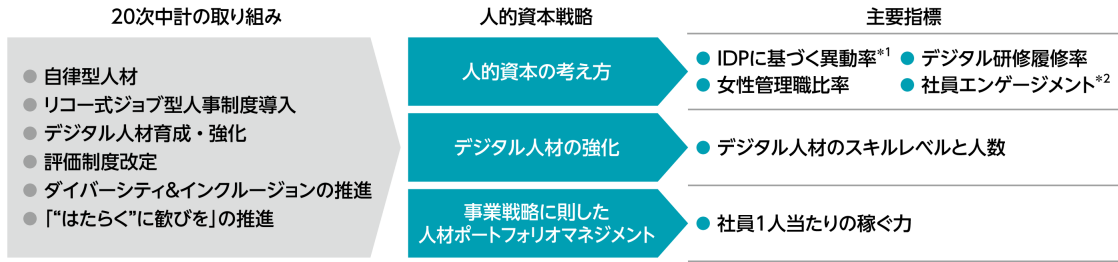 20次中計の取り組み
人的資本戦略
主要指標
● 自律型人材
● リコー式ジョブ型人事制度導入
● デジタル人材育成・強化
● 評価制度改定
● ダイバーシティ&インクルージョンの推進
● 「“はたらく”に歓びを」の推進
人的資本の考え方
● IDPに基づく異動率*1 ● デジタル研修履修率
● 女性管理職比率 ● 社員エンゲージメント*2
デジタル人材の強化
● デジタル人材のスキルレベルと人数
事業戦略に則した
人材ポートフォリオマネジメント
● 社員1人当たりの稼ぐ力